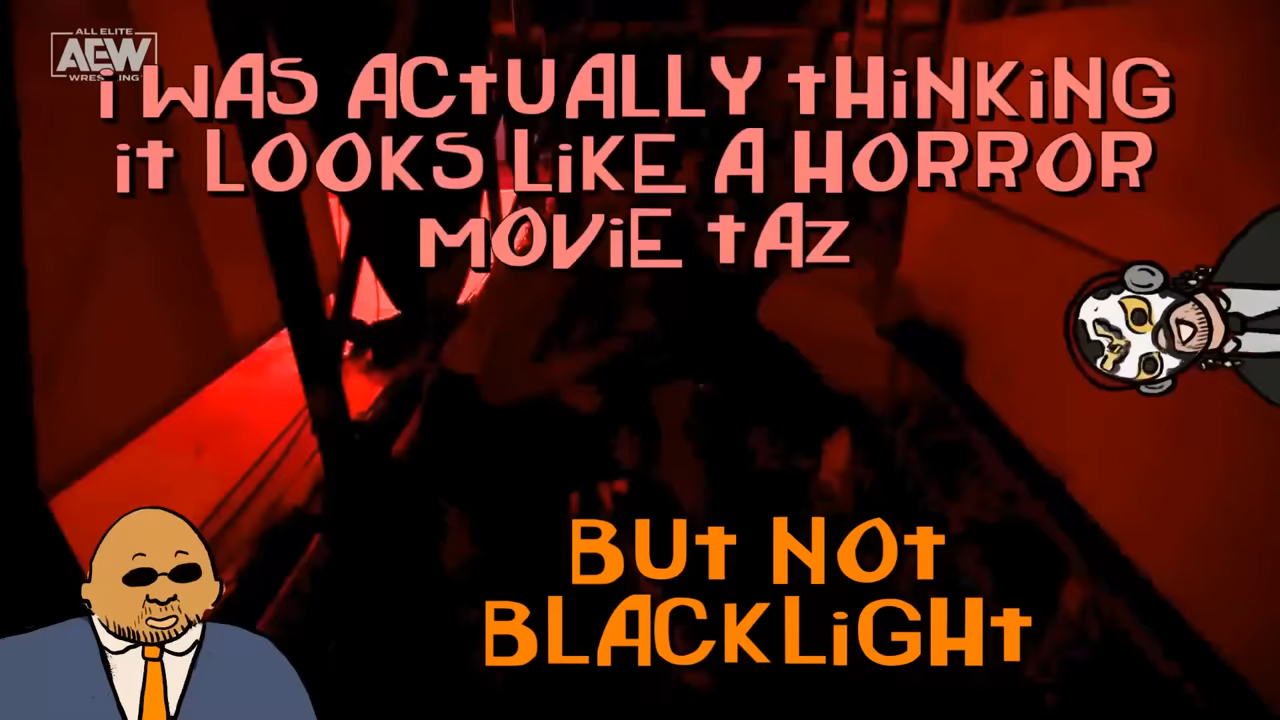 ALL ELITE
AEW
WRESTLING
i WAS ACtUALLY tHiNKiNG
it LOOKS LiKE A HORROR
MOViE tAZ
BUt NOt
BLACKLiGHt